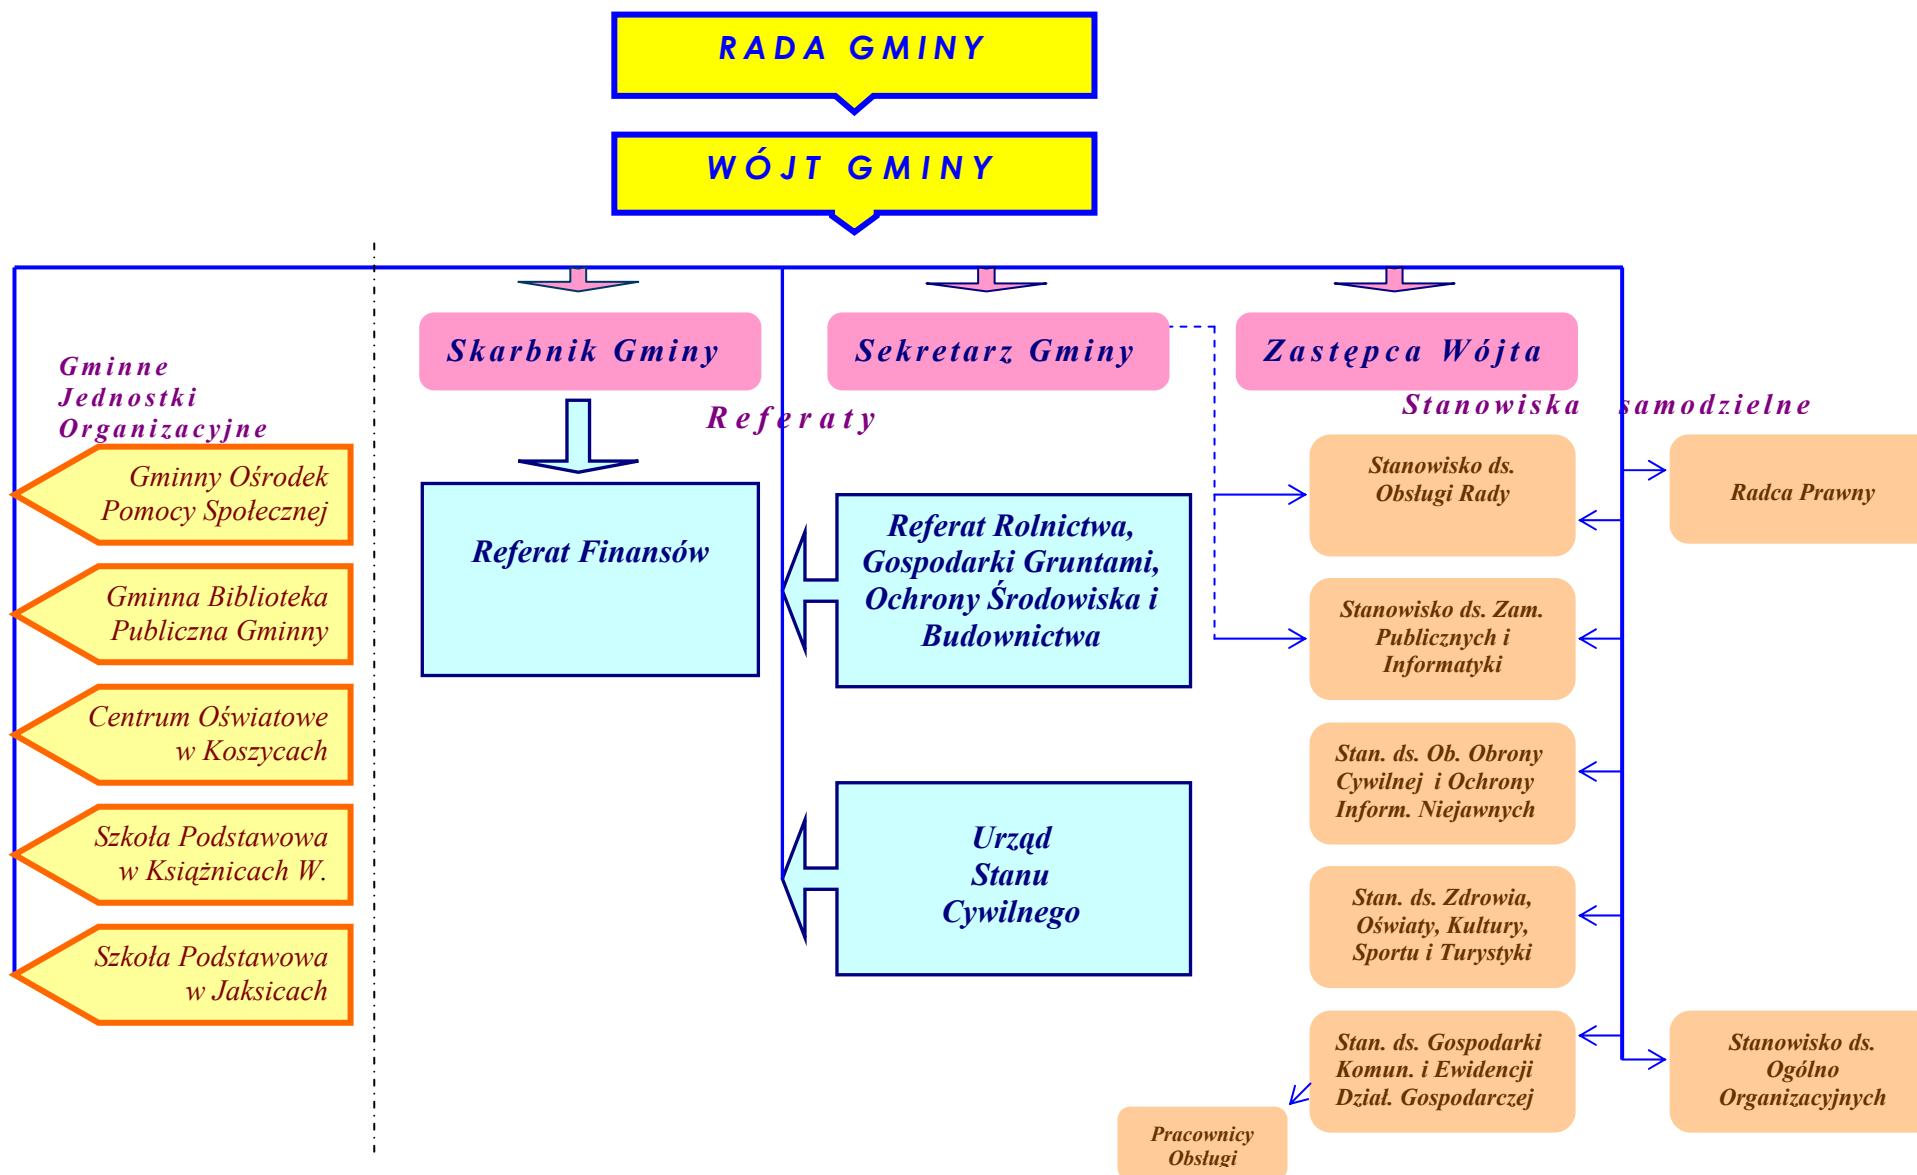 RADA GMINY
WÓJT GMINY
Skarbnik Gminy
Sekretarz Gminy
Zastępca Wójta
Gminne
Jednostki
Organizacyjne
Gminny Ośrodek
Pomocy Społecznej
Gminna Biblioteka
Publiczna Gminny
Centrum Oświatowe
w Koszycach
Szkoła Podstawowa
w Książnicach W.
Szkoła Podstawowa
w Jaksicach
Referaty
Referat Finansów
Referat Rolnictwa,
Gospodarki Gruntami,
Ochrony Środowiska i
Budownictwa
Urząd
Stanu
Cywilnego
Stanowiska samodzielne
Stanowisko ds.
Obsługi Rady
Stanowisko ds. Zam.
Publicznych i
Informatyki
Stan. ds. Ob. Obrony
Cywilnej i Ochrony
Inform. Niejawnych
Stan. ds. Zdrowia,
Oświaty, Kultury,
Sportu i Turystyki
Stan. ds. Gospodarki
Komun. i Ewidencji
Dział. Gospodarczej
Pracownicy
Obsługi
Radca Prawny
Stanowisko ds.
Ogólno
Organizacyjnych